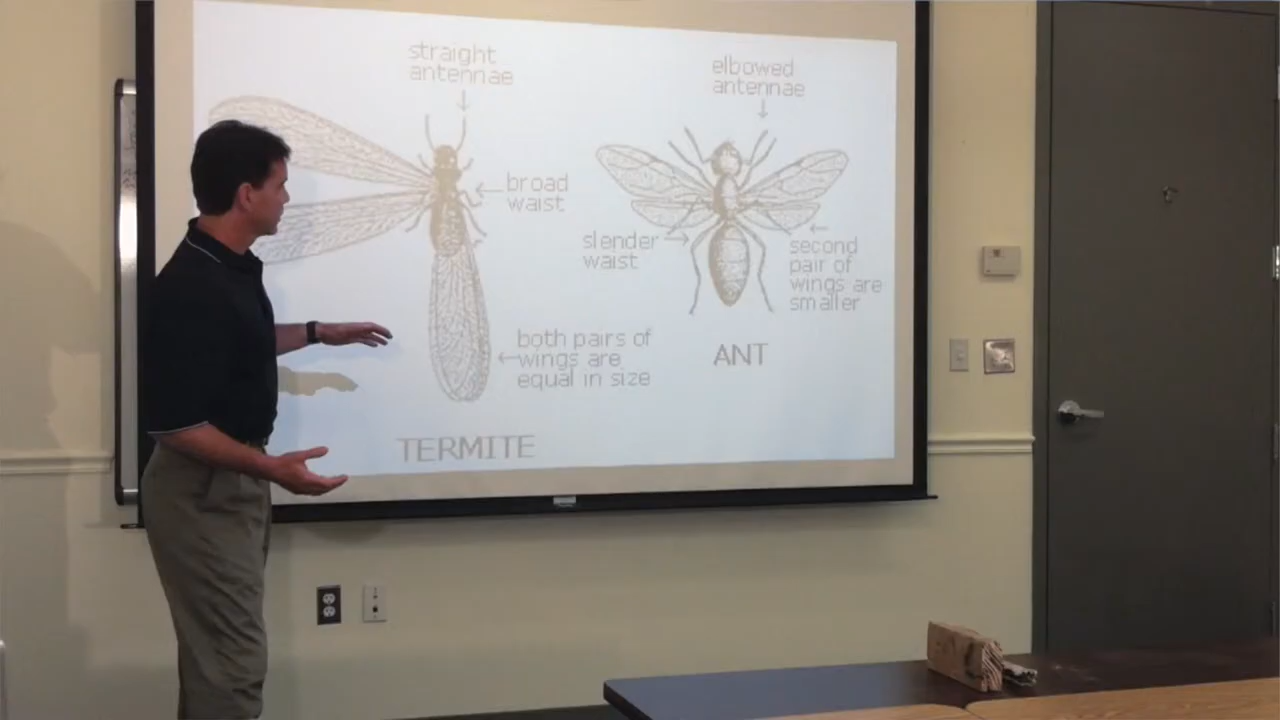 straight
antennae
broad
waist
both pairs of
wings are
equal in size
TERMITE
elbowed
antennae
slender
waist
second
pair of
wings are
smaller
ANT